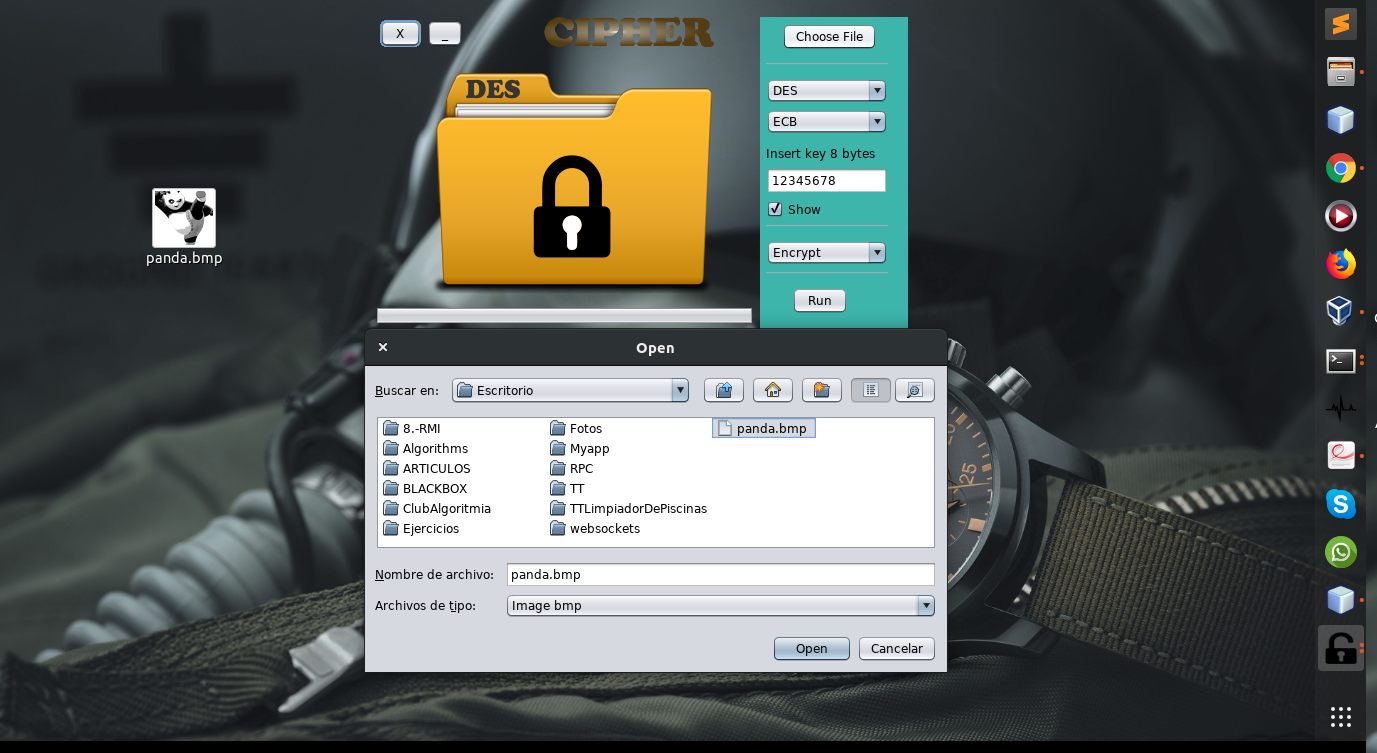 X
_
CIPHER
Choose File
DES
DES
ECB
Insert key 8 bytes
12345678
Show
Encrypt
Run
panda.bmp
Open
Buscar en:
Escritorio
8.-RMI
Algorithms
ARTICULOS
BLACKBOX
ClubAlgoritmia
Ejercicios
Fotos
Myapp
RPC
TT
TTLimpiadorDePiscinas
websockets
panda.bmp
Nombre de archivo:
panda.bmp
Archivos de tipo:
Image bmp
Open
Cancelar
25